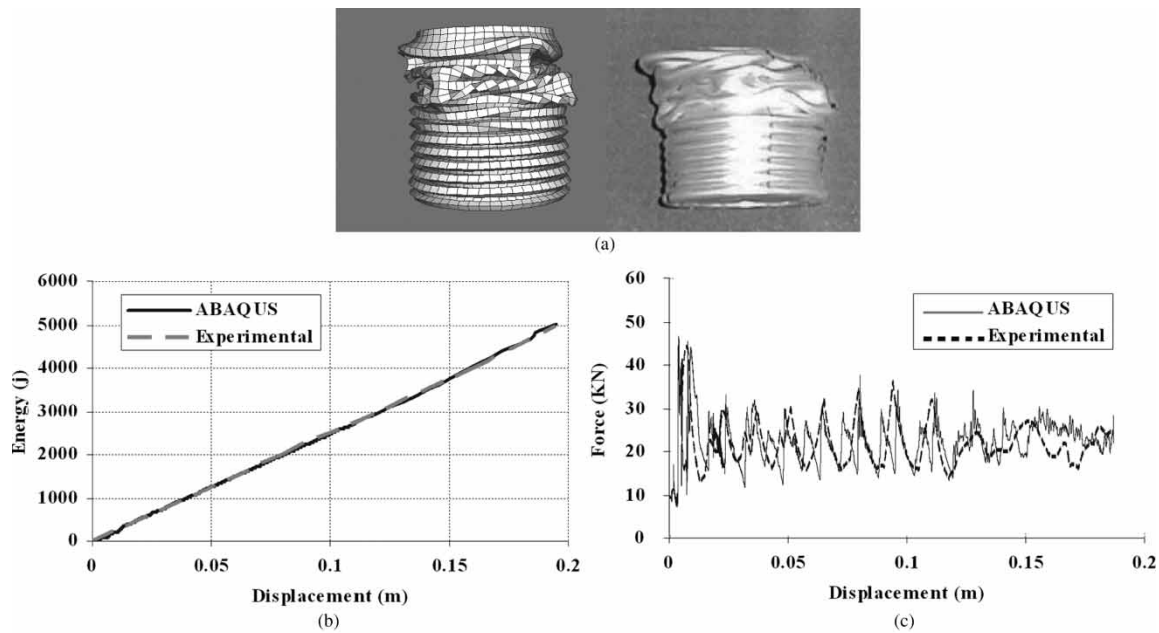 (a)
6000
5000
4000
3000
2000
1000
0
Energy (j)
ABAQUS
Experimental
0 0.05 0.1 0.15 0.2
Displacement (m)
(b)
60
50
40
30
20
10
0
Force (KN)
ABAQUS
Experimental
0 0.05 0.1 0.15 0.2
Displacement (m)
(c)